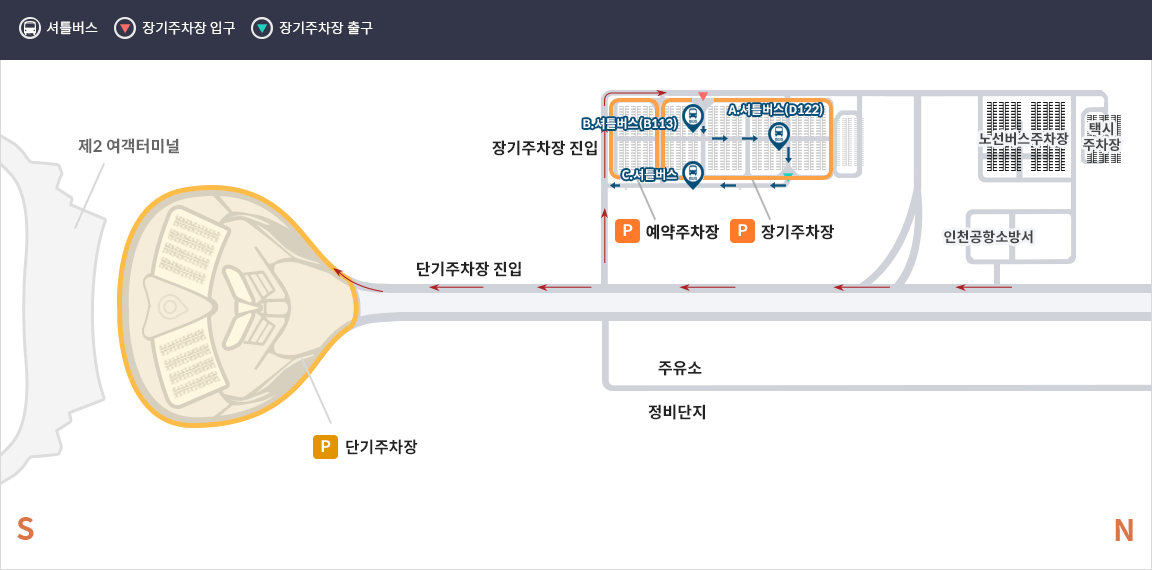 셔틀버스
장기주차장 입구
장기주차장 출구
제2 여객터미널
A.셔틀버스(D122)
B.셔틀버스(B113)
노선버스주차장
택시
주차장
장기주차장 진입
C.셔틀버스
P 예약주차장
P 장기주차장
인천공항소방서
단기주차장 진입
주유소
정비단지
P 단기주차장
S
N